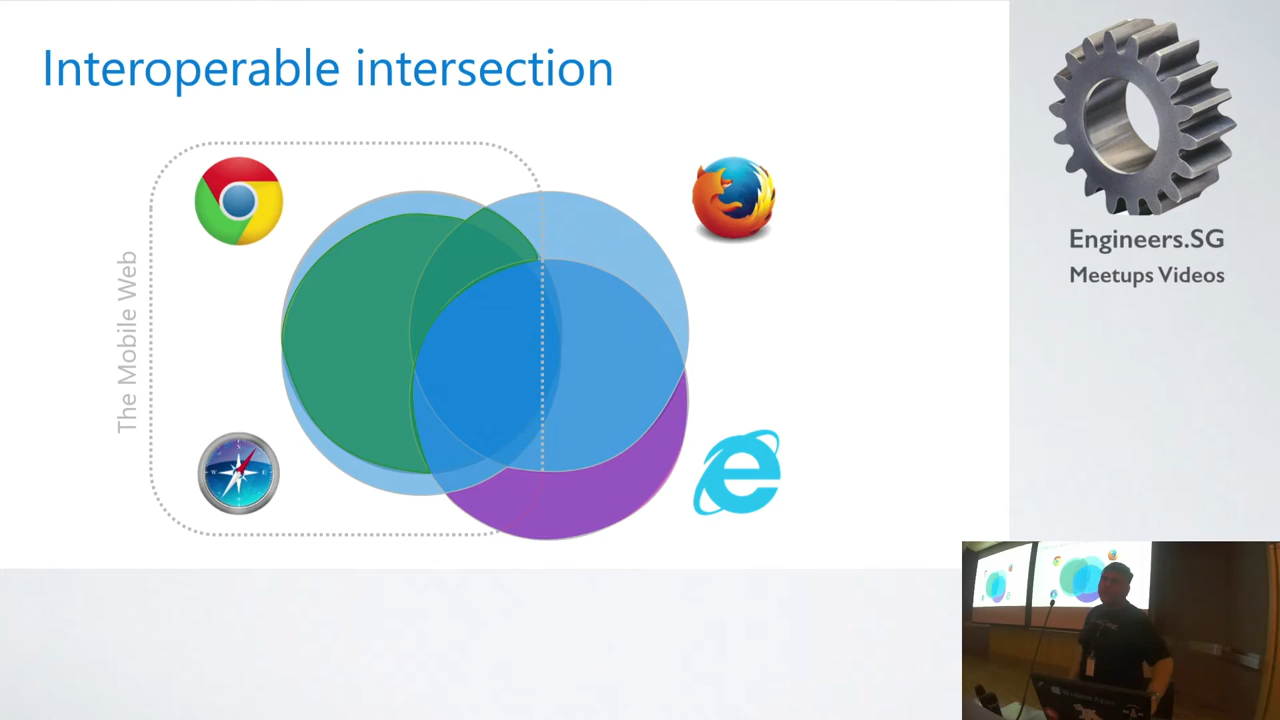 Interoperable intersection
The Mobile Web
Engineers.SG
Meetups Videos